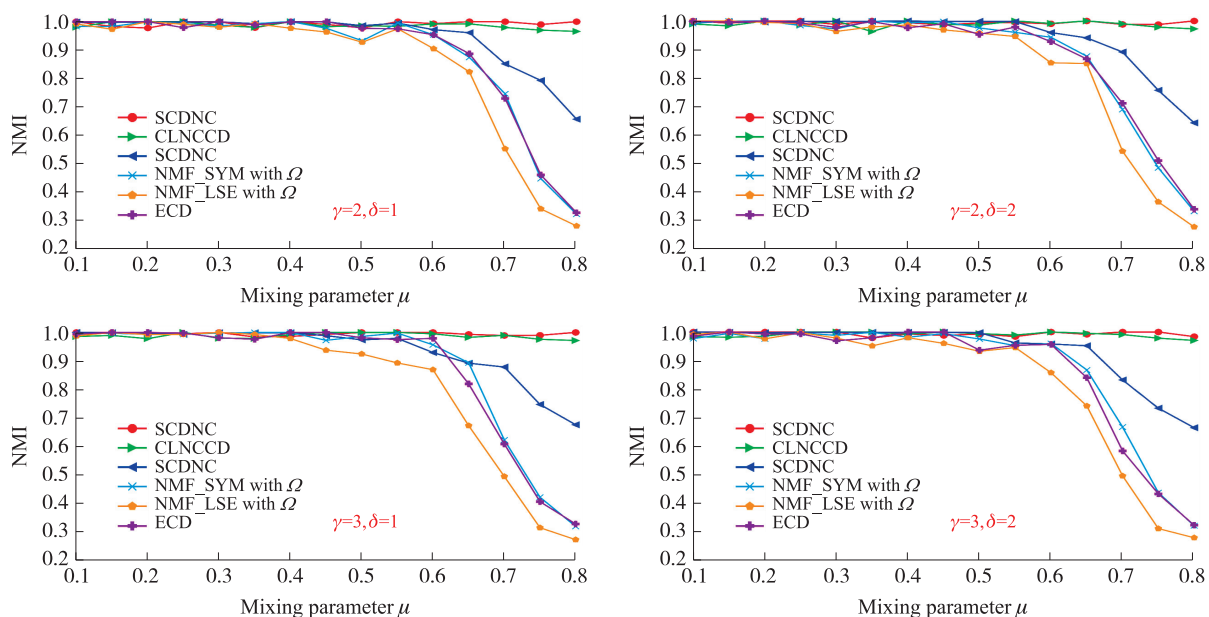 1.0
0.9
0.8
0.7
0.6
0.5
0.4
0.3
0.2
NMI
SCDNC
CLNCCD
SCDNC
NMF_SYM with Ω
NMF_LSE with Ω
ECD
γ=2,δ=1
0.1 0.2 0.3 0.4 0.5 0.6 0.7 0.8
Mixing parameter μ
1.0
0.9
0.8
0.7
0.6
0.5
0.4
0.3
0.2
NMI
SCDNC
CLNCCD
SCDNC
NMF_SYM with Ω
NMF_LSE with Ω
ECD
γ=2,δ=2
0.1 0.2 0.3 0.4 0.5 0.6 0.7 0.8
Mixing parameter μ
1.0
0.9
0.8
0.7
0.6
0.5
0.4
0.3
0.2
NMI
SCDNC
CLNCCD
SCDNC
NMF_SYM with Ω
NMF_LSE with Ω
ECD
γ=3,δ=1
0.1 0.2 0.3 0.4 0.5 0.6 0.7 0.8
Mixing parameter μ
1.0
0.9
0.8
0.7
0.6
0.5
0.4
0.3
0.2
NMI
SCDNC
CLNCCD
SCDNC
NMF_SYM with Ω
NMF_LSE with Ω
ECD
γ=3,δ=2
0.1 0.2 0.3 0.4 0.5 0.6 0.7 0.8
Mixing parameter μ